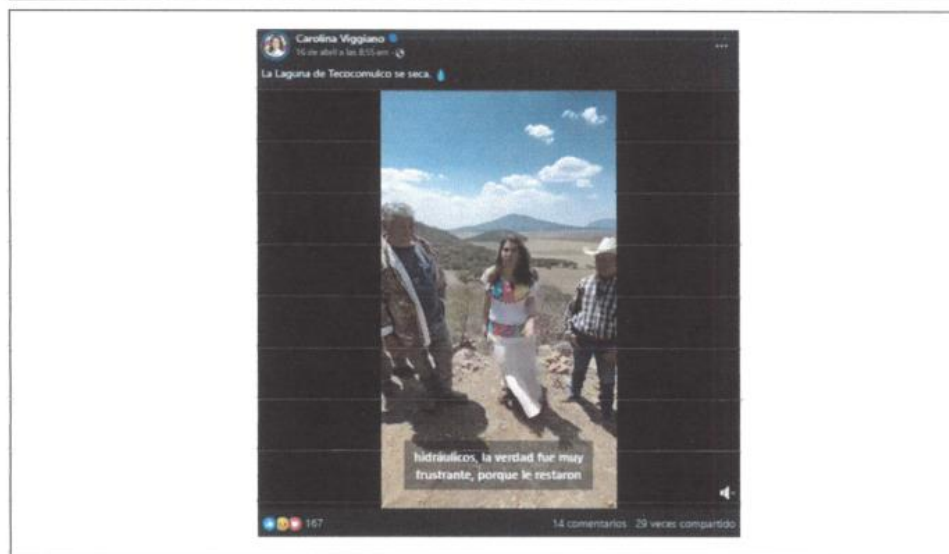 Carolina Viggiano
16 de abril a las 8:55 am ·
La Laguna de Tecocomulco se seca. 💧
hidráulicos, la verdad fue muy
frustrante, porque le restaron
167
14 comentarios 29 veces compartido